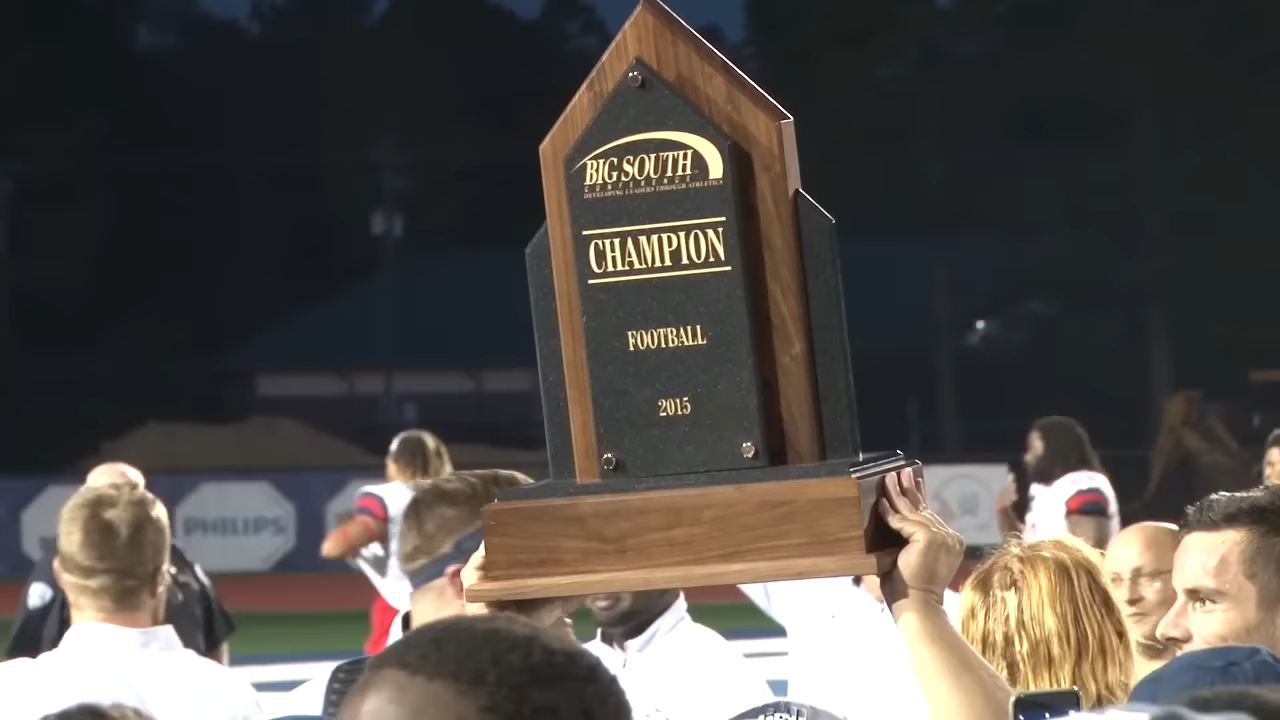 BIG SOUTH
CONFERENCE
DEVELOPING LEADERS THROUGH ATHLETICS
CHAMPION
FOOTBALL
2015
PHILIPS